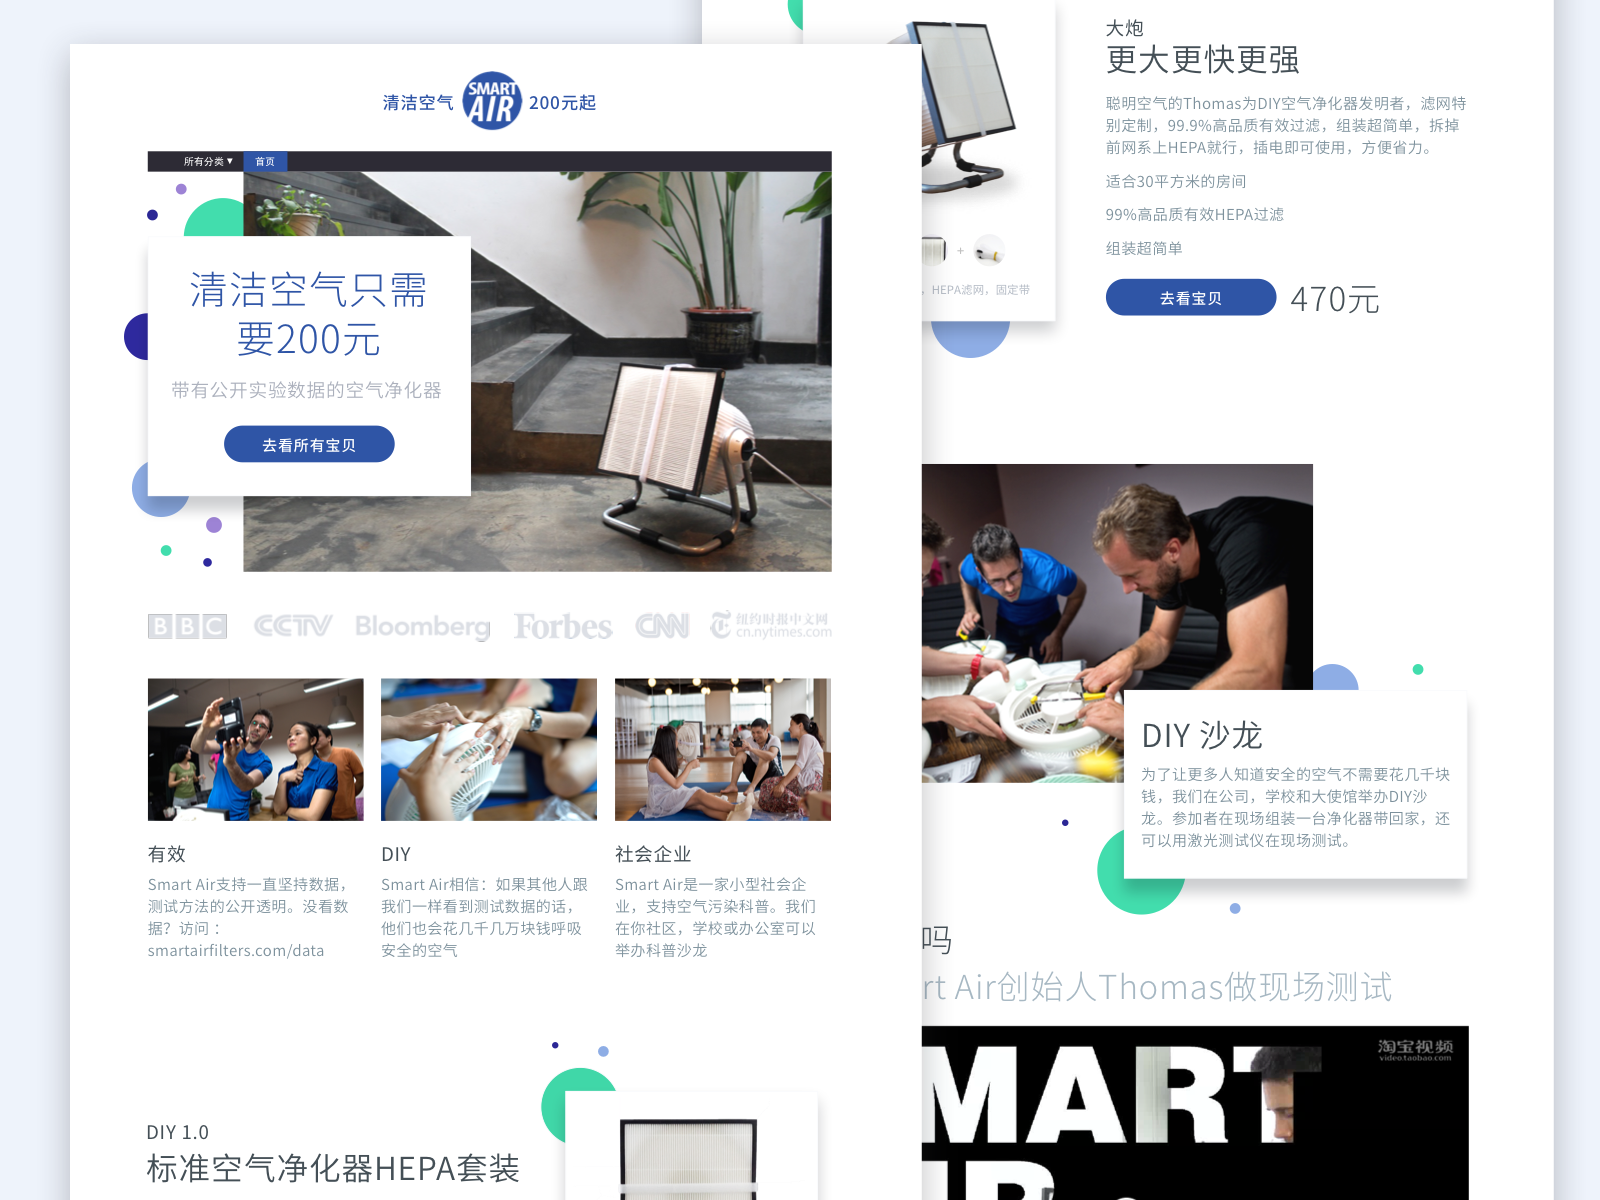 清洁空气
SMART
AIR
200元起
所有分类 ▾
首页
清洁空气只需
要200元
带有公开实验数据的空气净化器
去看所有宝贝
BBC
CCTV
Bloomberg
Forbes
CNN
纽约时报中文网
cn.nytimes.com
有效
Smart Air支持一直坚持数据，
测试方法的公开透明。没看数
据？访问：
smartairfilters.com/data
DIY
Smart Air相信：如果其他人跟
我们一样看到测试数据的话，
他们也会花几千几万块钱呼吸
安全的空气
社会企业
Smart Air是一家小型社会企
业，支持空气污染科普。我们
在你社区，学校或办公室可以
举办科普沙龙
DIY 1.0
标准空气净化器HEPA套装
大炮
更大更快更强
聪明空气的Thomas为DIY空气净化器发明者，滤网特
别定制，99.9%高品质有效过滤，组装超简单，拆掉
前网系上HEPA就行，插电即可使用，方便省力。
适合30平方米的房间
99%高品质有效HEPA过滤
组装超简单
去看宝贝
470元
+
，HEPA滤网，固定带
DIY 沙龙
为了让更多人知道安全的空气不需要花几千块
钱，我们在公司，学校和大使馆举办DIY沙
龙。参加者在现场组装一台净化器带回家，还
可以用激光测试仪在现场测试。
吗
rt Air创始人Thomas做现场测试
淘宝视频
video.taobao.com
MART